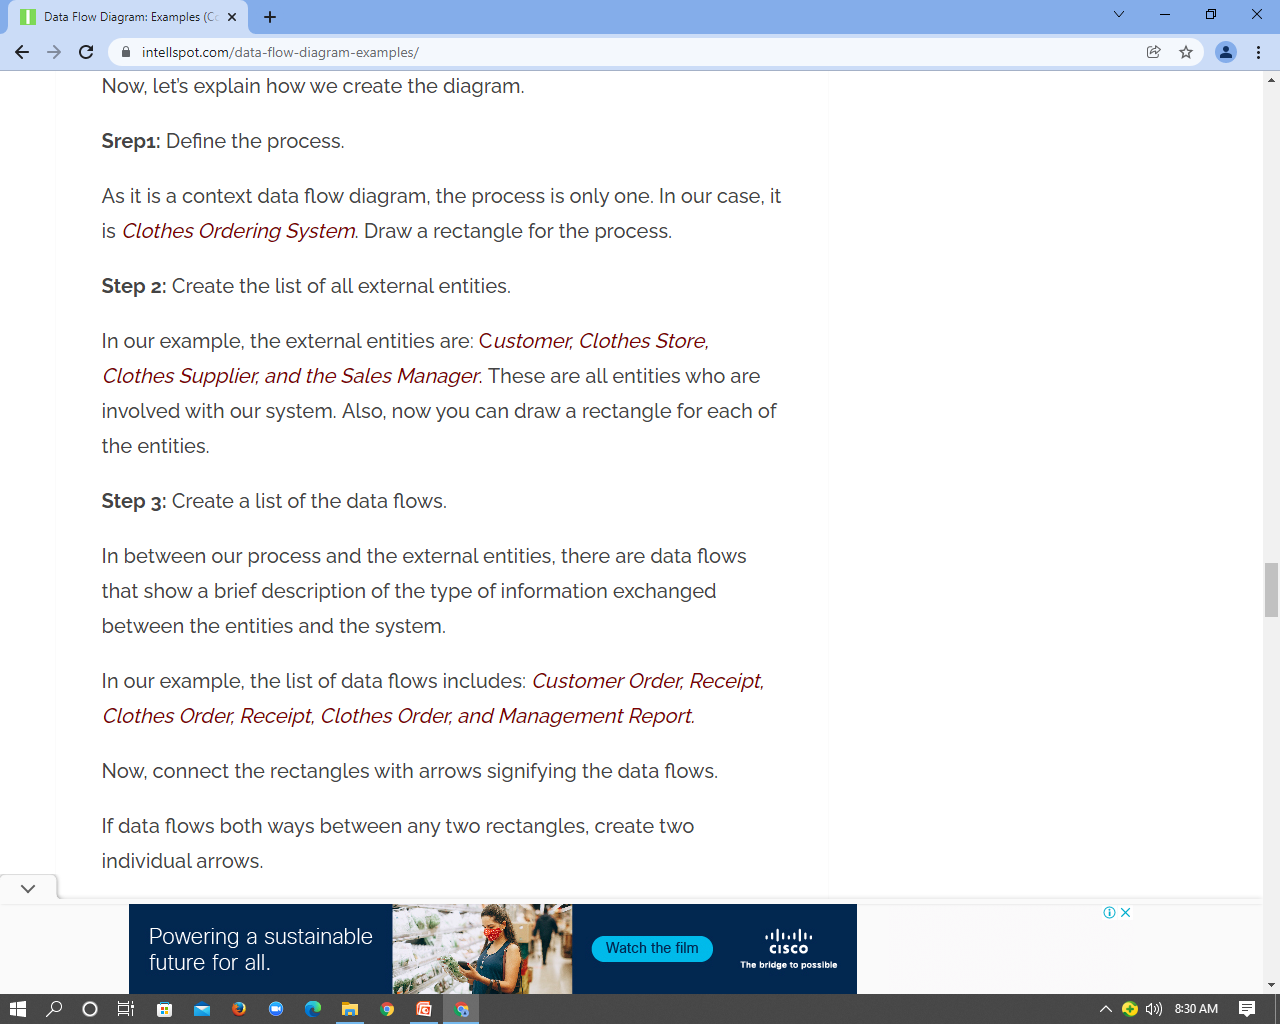 Data Flow Diagram: Examples (Co
intellspot.com/data-flow-diagram-examples/
Now, let's explain how we create the diagram.
Srep1: Define the process.
As it is a context data flow diagram, the process is only one. In our case, it
is Clothes Ordering System. Draw a rectangle for the process.
Step 2: Create the list of all external entities.
In our example, the external entities are: Customer, Clothes Store,
Clothes Supplier, and the Sales Manager. These are all entities who are
involved with our system. Also, now you can draw a rectangle for each of
the entities.
Step 3: Create a list of the data flows.
In between our process and the external entities, there are data flows
that show a brief description of the type of information exchanged
between the entities and the system.
In our example, the list of data flows includes: Customer Order, Receipt,
Clothes Order, Receipt, Clothes Order, and Management Report.
Now, connect the rectangles with arrows signifying the data flows.
If data flows both ways between any two rectangles, create two
individual arrows.
Powering a sustainable
future for all.
Watch the film
CISCO
The bridge to possible
8:30 AM